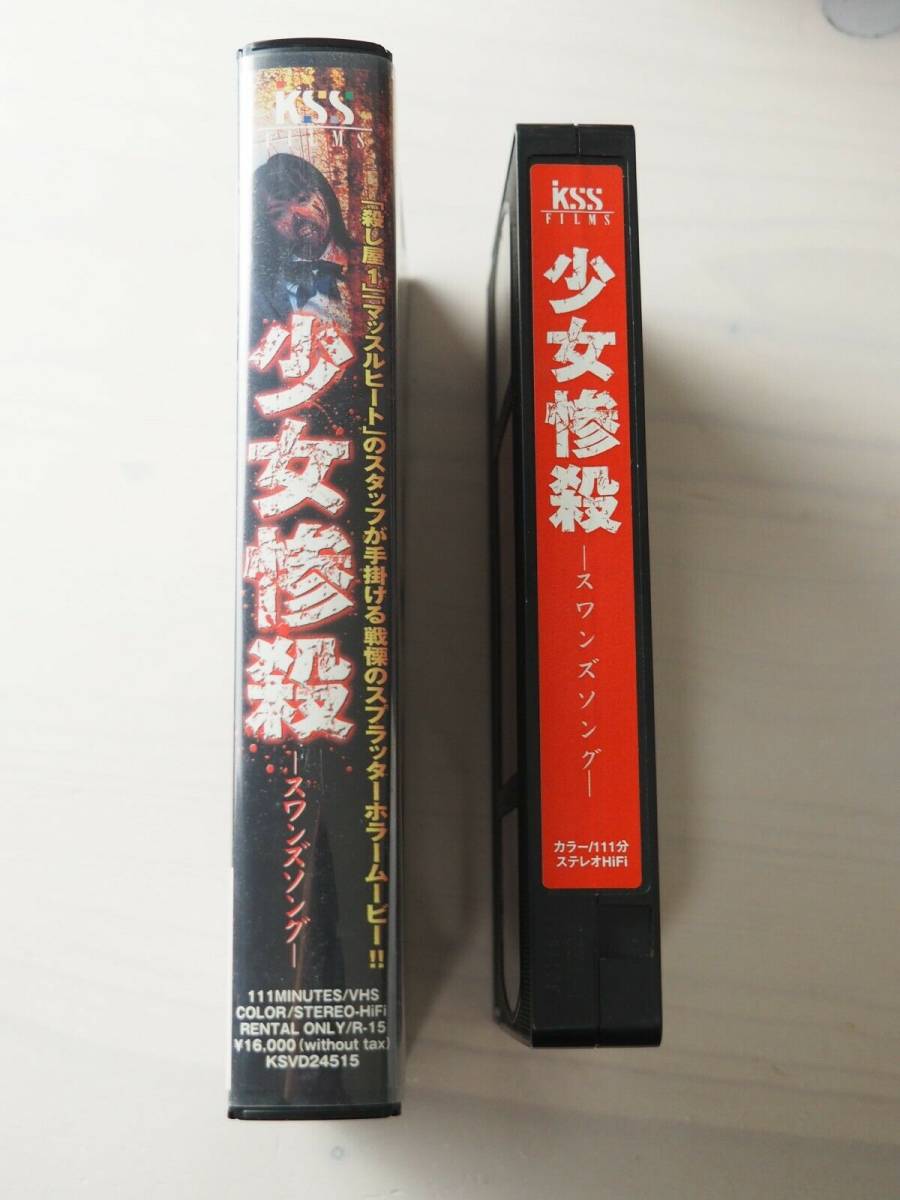 KSS
FILMS
「殺し屋1」「マッスルヒート」のスタッフが手掛ける戦慄のスプラッターホラームービー!!
少女惨殺
―スワンズソング―
111MINUTES/VHS
COLOR/STEREO-HiFi
RENTAL ONLY/R-15
¥16,000(without tax)
KSVD24515
KSS
FILMS
少女惨殺
―スワンズソング―
カラー/111分
ステレオHiFi